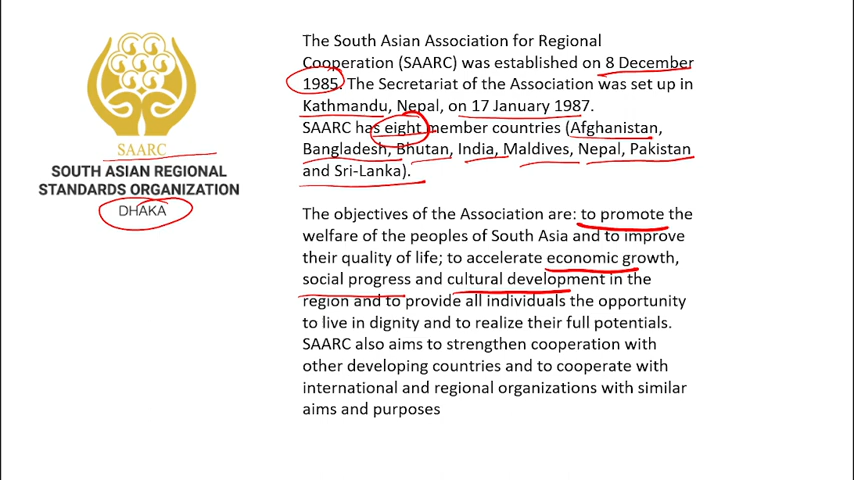 SAARC
SOUTH ASIAN REGIONAL
STANDARDS ORGANIZATION
DHAKA
The South Asian Association for Regional
Cooperation (SAARC) was established on 8 December
1985. The Secretariat of the Association was set up in
Kathmandu, Nepal, on 17 January 1987.
SAARC has eight member countries (Afghanistan,
Bangladesh, Bhutan, India, Maldives, Nepal, Pakistan
and Sri-Lanka).
The objectives of the Association are: to promote the
welfare of the peoples of South Asia and to improve
their quality of life; to accelerate economic growth,
social progress and cultural development in the
region and to provide all individuals the opportunity
to live in dignity and to realize their full potentials.
SAARC also aims to strengthen cooperation with
other developing countries and to cooperate with
international and regional organizations with similar
aims and purposes